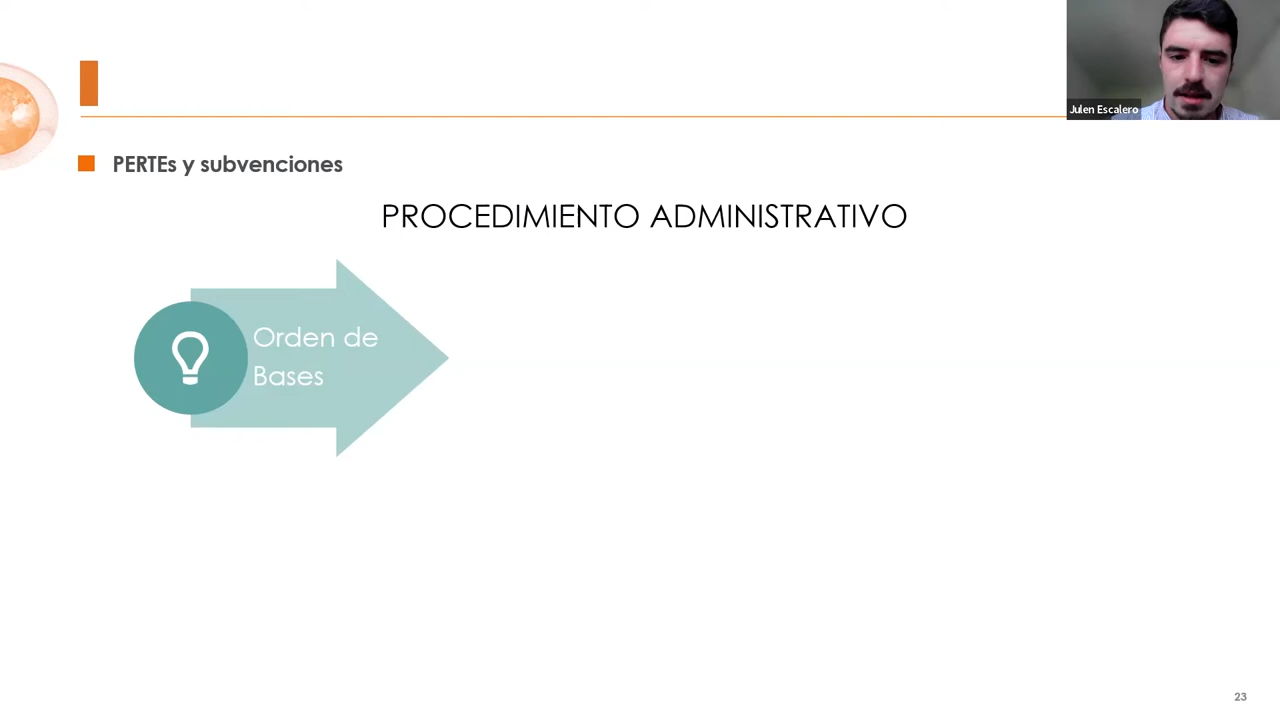 Julen Escalero
PERTEs y subvenciones
PROCEDIMIENTO ADMINISTRATIVO
Orden de
Bases
23